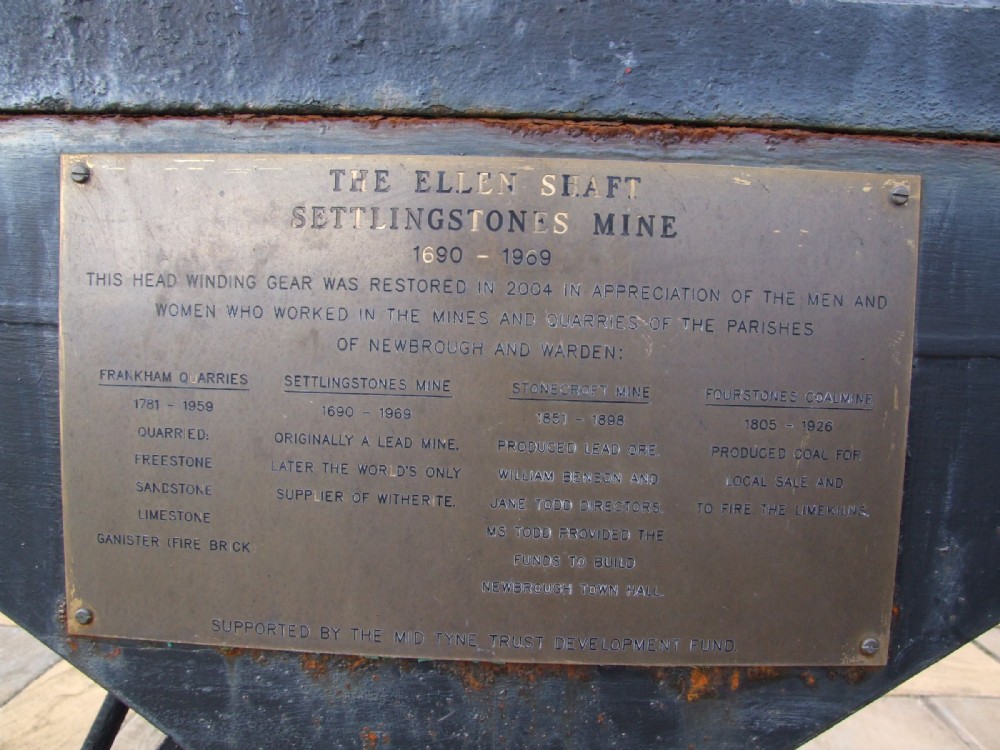 THE ELLEN SHAFT
SETTLINGSTONES MINE
1690 - 1969
THIS HEAD WINDING GEAR WAS RESTORED IN 2004 IN APPRECIATION OF THE MEN AND
WOMEN WHO WORKED IN THE MINES AND QUARRIES OF THE PARISHES
OF NEWBROUGH AND WARDEN:
FRANKHAM QUARRIES
1781 - 1959
QUARRIED:
FREESTONE
SANDSTONE
LIMESTONE
GANISTER (FIRE BRICK
SETTLINGSTONES MINE
1690 - 1969
ORIGINALLY A LEAD MINE.
LATER THE WORLD'S ONLY
SUPPLIER OF WITHERITE.
STONECROFT MINE
1851 - 1898
PRODUCED LEAD ORE.
WILLIAM BENSON AND
JANE TODD DIRECTORS.
MS TODD PROVIDED THE
FUNDS TO BUILD
NEWBROUGH TOWN HALL.
FOURSTONES COALMINE
1805 - 1926
PRODUCED COAL FOR
LOCAL SALE AND
TO FIRE THE LIMEKILNS.
SUPPORTED BY THE MID TYNE TRUST DEVELOPMENT FUND